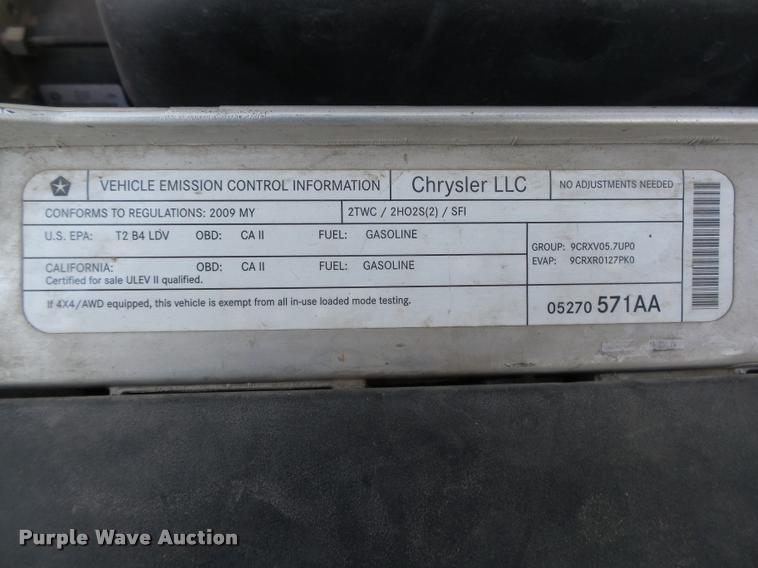 VEHICLE EMISSION CONTROL INFORMATION Chrysler LLC NO ADJUSTMENTS NEEDED
CONFORMS TO REGULATIONS: 2009 MY 2TWC / 2HO2S(2) / SFI
U.S. EPA: T2 B4 LDV OBD: CA II FUEL: GASOLINE
GROUP: 9CRXV05.7UP0
EVAP: 9CRXR0127PK0
CALIFORNIA: OBD: CA II FUEL: GASOLINE
Certified for sale ULEV II qualified.
If 4X4/AWD equipped, this vehicle is exempt from all in-use loaded mode testing.
05270 571AA
Purple Wave Auction